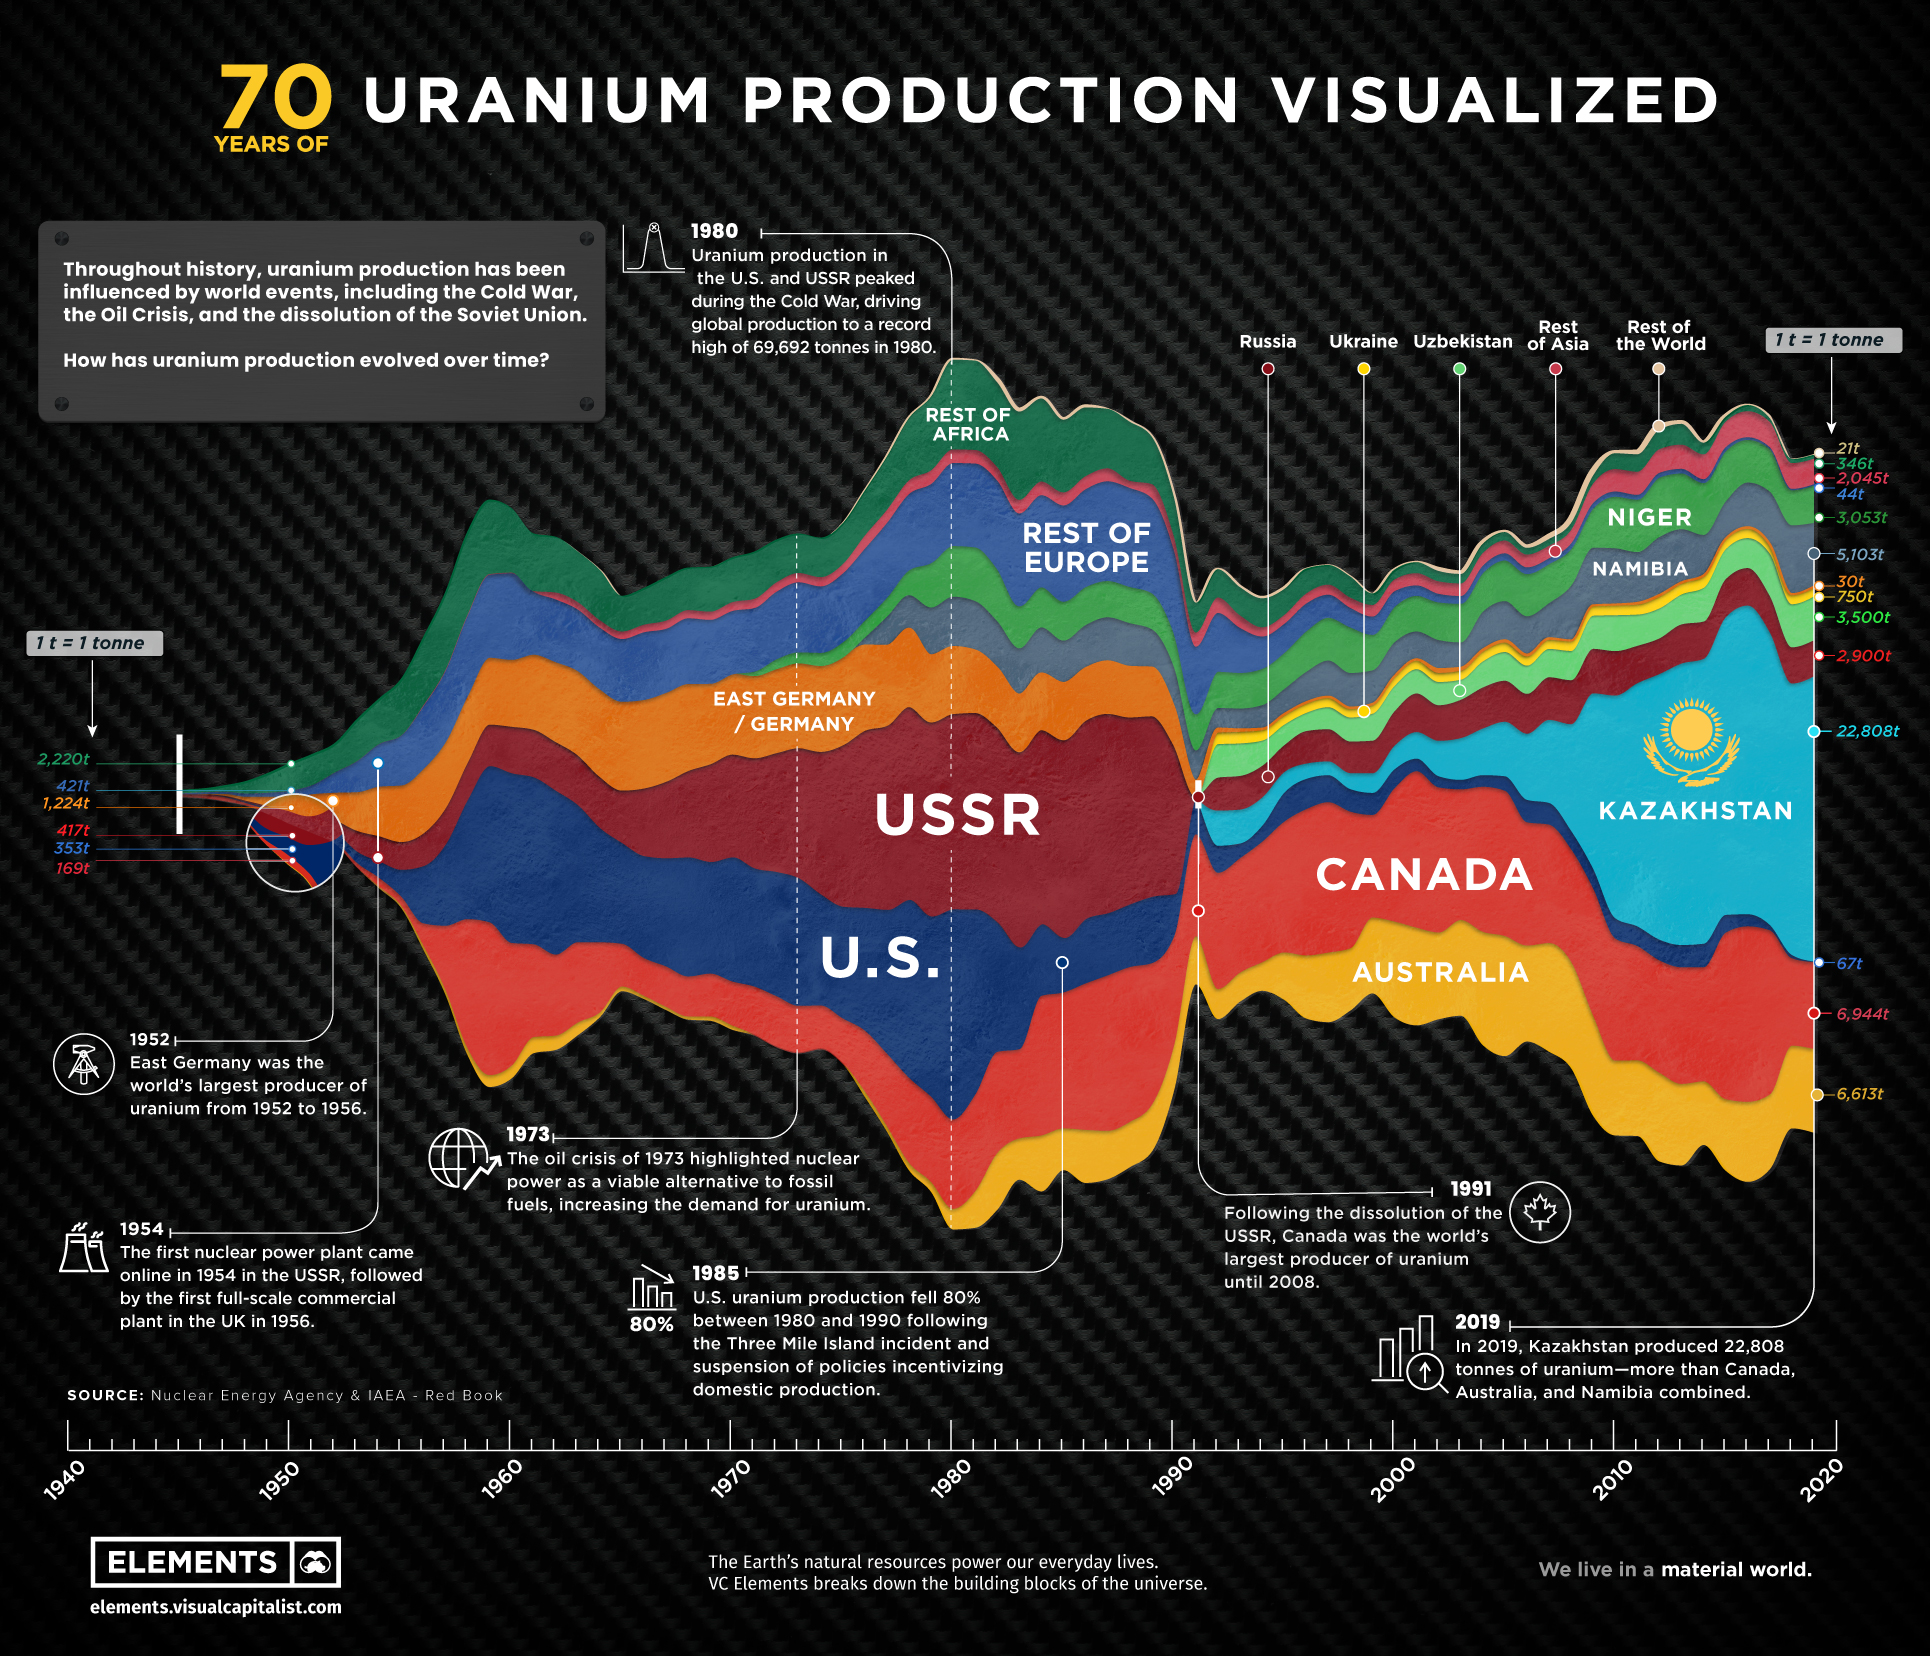 70
YEARS OF
URANIUM PRODUCTION VISUALIZED
Throughout history, uranium production has been
influenced by world events, including the Cold War,
the Oil Crisis, and the dissolution of the Soviet Union.
How has uranium production evolved over time?
1980
Uranium production in
the U.S. and USSR peaked
during the Cold War, driving
global production to a record
high of 69,692 tonnes in 1980.
Russia
Ukraine
Uzbekistan
Rest
of Asia
Rest of
the World
1 t = 1 tonne
REST OF
AFRICA
REST OF
EUROPE
NIGER
NAMIBIA
21t
346t
2,045t
44t
3,053t
5,103t
30t
750t
3,500t
2,900t
22,808t
67t
6,944t
6,613t
1 t = 1 tonne
2,220t
421t
1,224t
417t
353t
169t
EAST GERMANY
/ GERMANY
USSR
U.S.
CANADA
AUSTRALIA
KAZAKHSTAN
1952
East Germany was the
world's largest producer of
uranium from 1952 to 1956.
1973
The oil crisis of 1973 highlighted nuclear
power as a viable alternative to fossil
fuels, increasing the demand for uranium.
1991
Following the dissolution of the
USSR, Canada was the world's
largest producer of uranium
until 2008.
1954
The first nuclear power plant came
online in 1954 in the USSR, followed
by the first full-scale commercial
plant in the UK in 1956.
80%
1985
U.S. uranium production fell 80%
between 1980 and 1990 following
the Three Mile Island incident and
suspension of policies incentivizing
domestic production.
2019
In 2019, Kazakhstan produced 22,808
tonnes of uranium—more than Canada,
Australia, and Namibia combined.
SOURCE: Nuclear Energy Agency & IAEA - Red Book
1940
1950
1960
1970
1980
1990
2000
2010
2020
ELEMENTS
elements.visualcapitalist.com
The Earth's natural resources power our everyday lives.
VC Elements breaks down the building blocks of the universe.
We live in a material world.